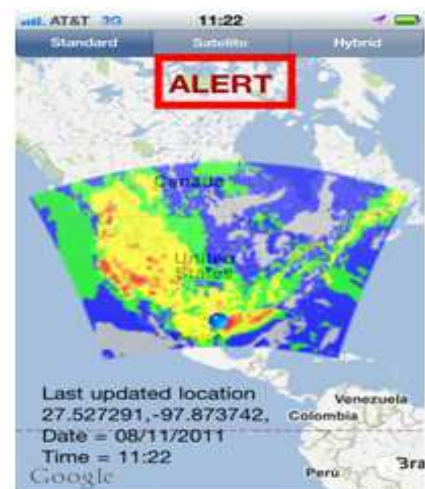 AT&T 3G 11:22
Standard Satellite Hybrid
ALERT
Canada
United
States
Last updated location
27.527291,-97.873742,
Date = 08/11/2011
Time = 11:22
Venezuela
Colombia
Peru
Bra
Google